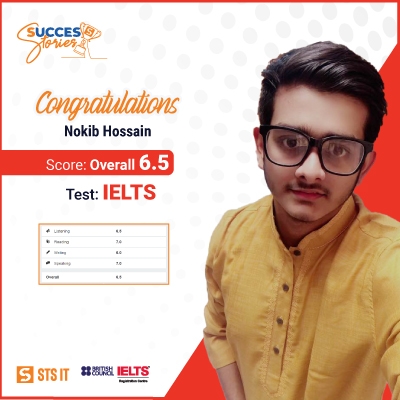 SUCCESS
Stories
Congratulations
Nokib Hossain
Score: Overall 6.5
Test: IELTS
Listening 6.5
Reading 7.0
Writing 6.0
Speaking 7.0
Overall 6.5
S STS IT
BRITISH COUNCIL IELTS
Registration Centre